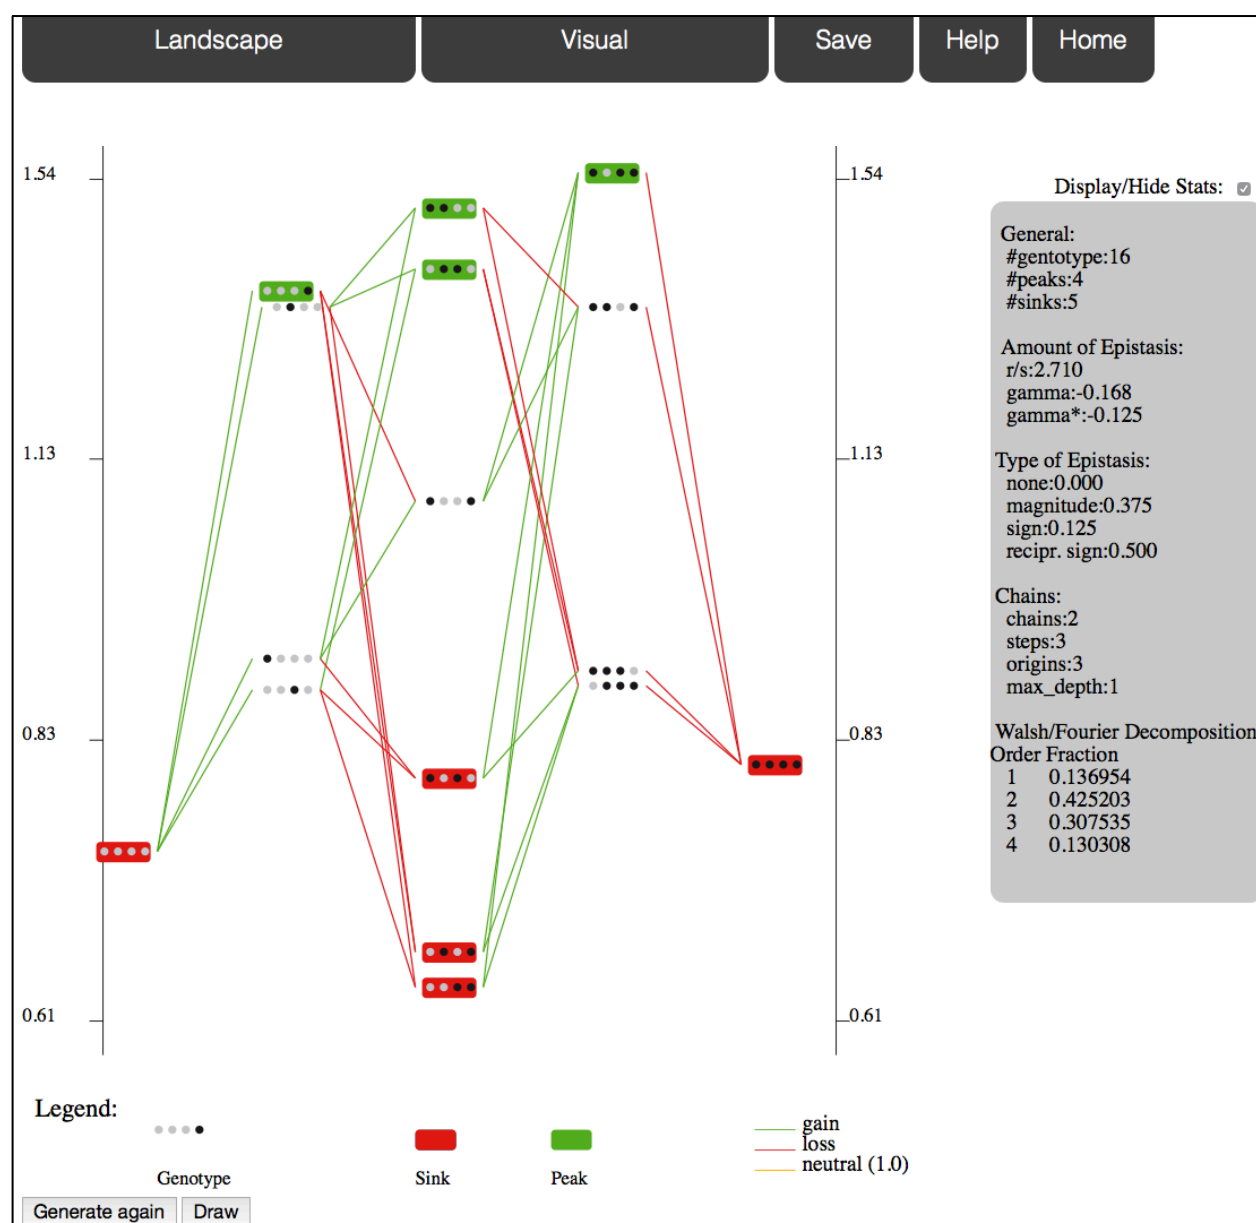 Landscape
Visual
Save
Help
Home
1.54
1.54
1.13
1.13
0.83
0.83
0.61
0.61
Display/Hide Stats:
General:
#gentotype:16
#peaks:4
#sinks:5
Amount of Epistasis:
r/s:2.710
gamma:-0.168
gamma*:-0.125
Type of Epistasis:
none:0.000
magnitude:0.375
sign:0.125
recipr. sign:0.500
Chains:
chains:2
steps:3
origins:3
max_depth:1
Walsh/Fourier Decomposition
Order Fraction
1 0.136954
2 0.425203
3 0.307535
4 0.130308
Legend:
Genotype
Sink
Peak
gain
loss
neutral (1.0)
Generate again
Draw